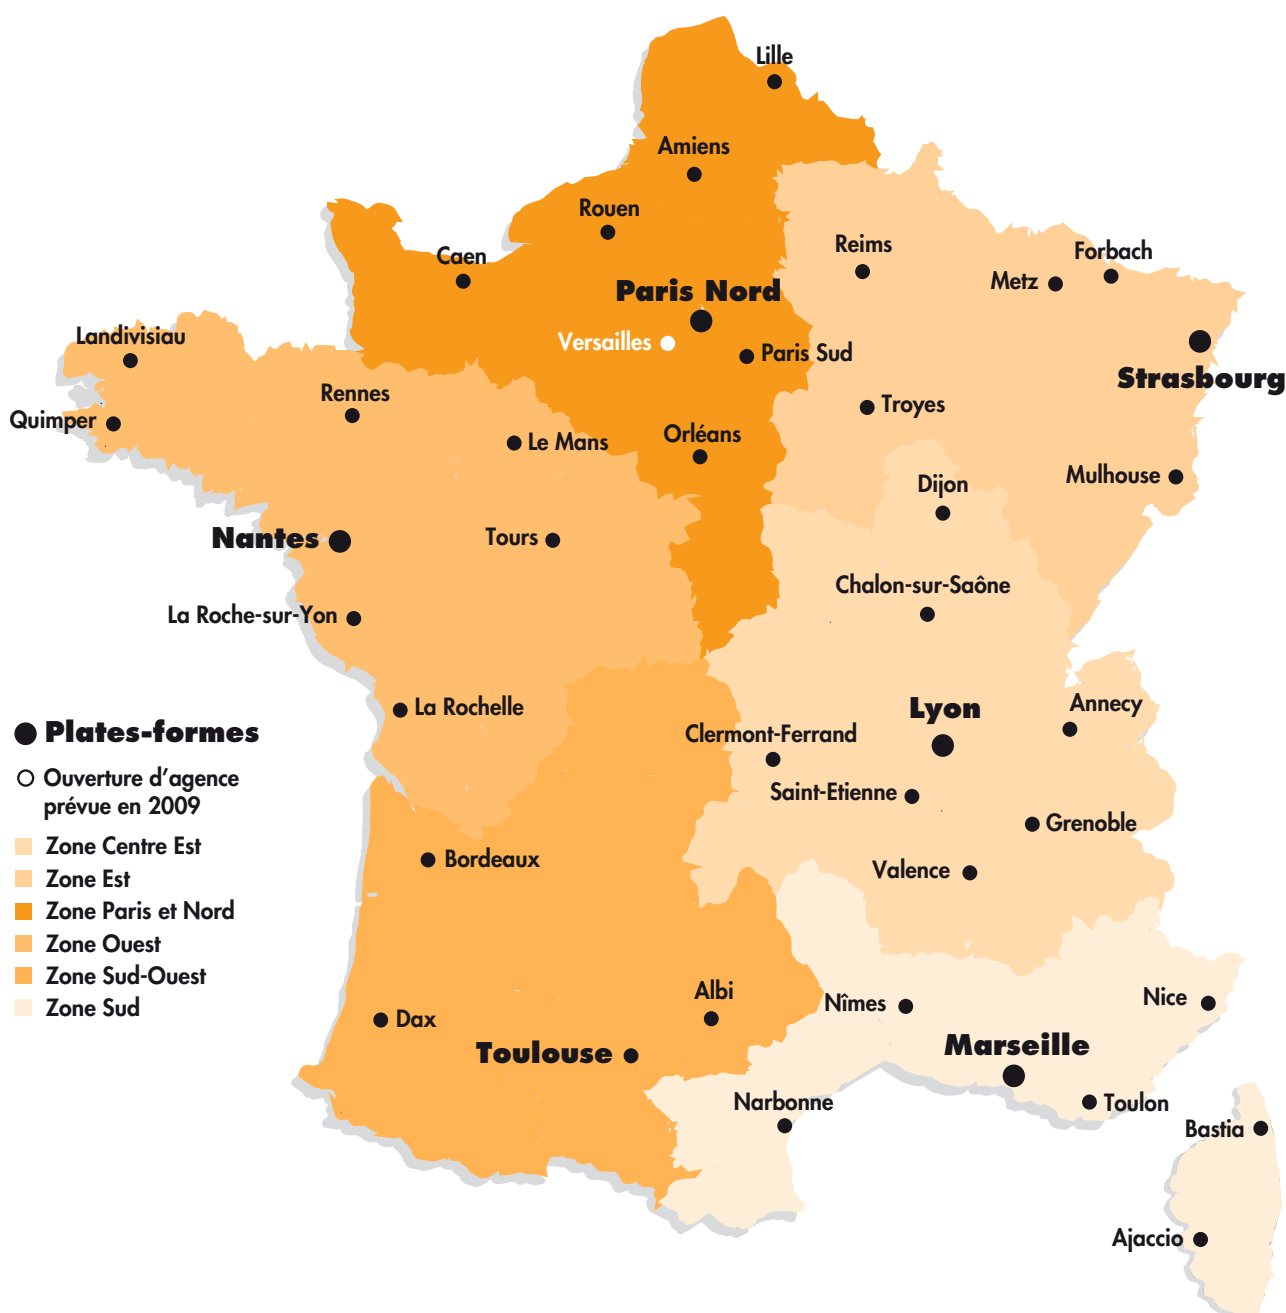 Lille
Amiens
Rouen
Caen
Reims
Forbach
Metz
Paris Nord
Versailles
Paris Sud
Landivisiau
Strasbourg
Rennes
Troyes
Quimper
Le Mans
Orléans
Mulhouse
Dijon
Nantes
Tours
Chalon-sur-Saône
La Roche-sur-Yon
La Rochelle
Lyon
Annecy
Clermont-Ferrand
Saint-Etienne
Grenoble
Bordeaux
Valence
Plates-formes
Ouverture d'agence
prévue en 2009
Zone Centre Est
Zone Est
Zone Paris et Nord
Zone Ouest
Zone Sud-Ouest
Zone Sud
Albi
Nîmes
Nice
Dax
Toulouse
Marseille
Narbonne
Toulon
Bastia
Ajaccio